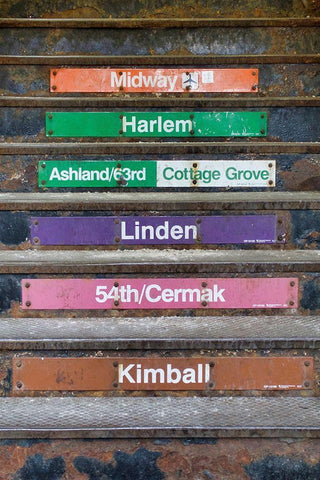 Midway
Harlem
Ashland/63rd Cottage Grove
Linden
54th/Cermak
Kimball